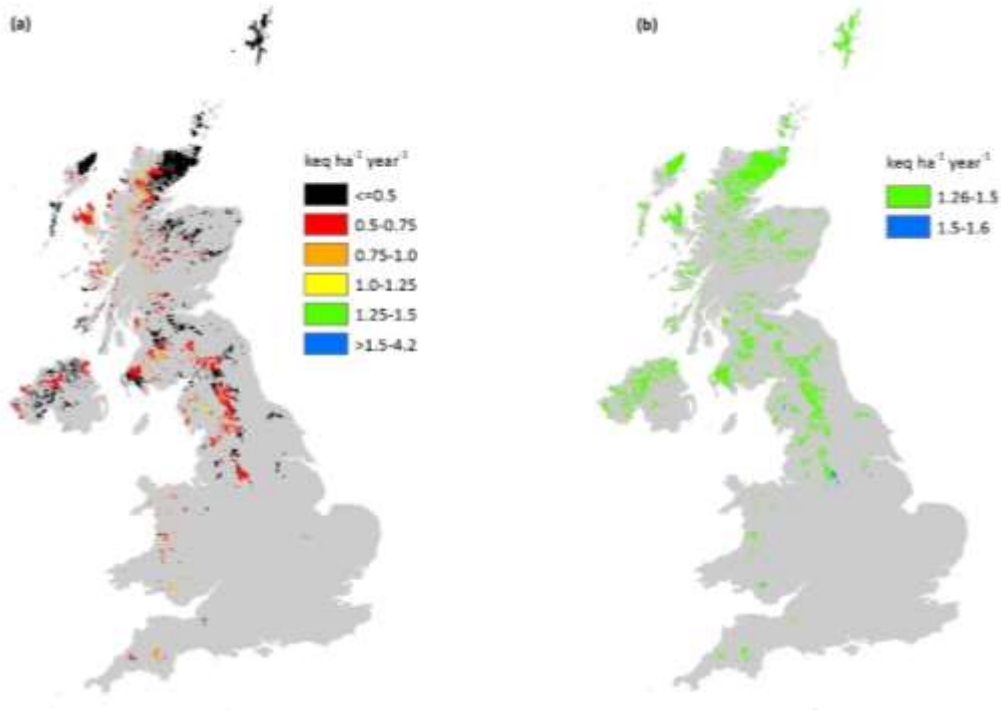 (a)
keq ha⁻¹ year⁻¹
<=0.5
0.5-0.75
0.75-1.0
1.0-1.25
1.25-1.5
>1.5-4.2
(b)
keq ha⁻¹ year⁻¹
1.26-1.5
1.5-1.6